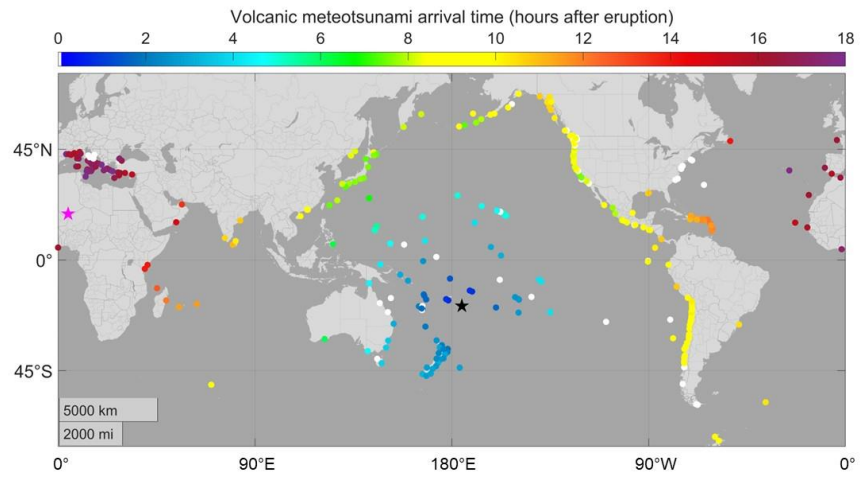 Volcanic meteotsunami arrival time (hours after eruption)
0 2 4 6 8 10 12 14 16 18
45°N
0°
45°S
5000 km
2000 mi
0° 90°E 180°E 90°W 0°